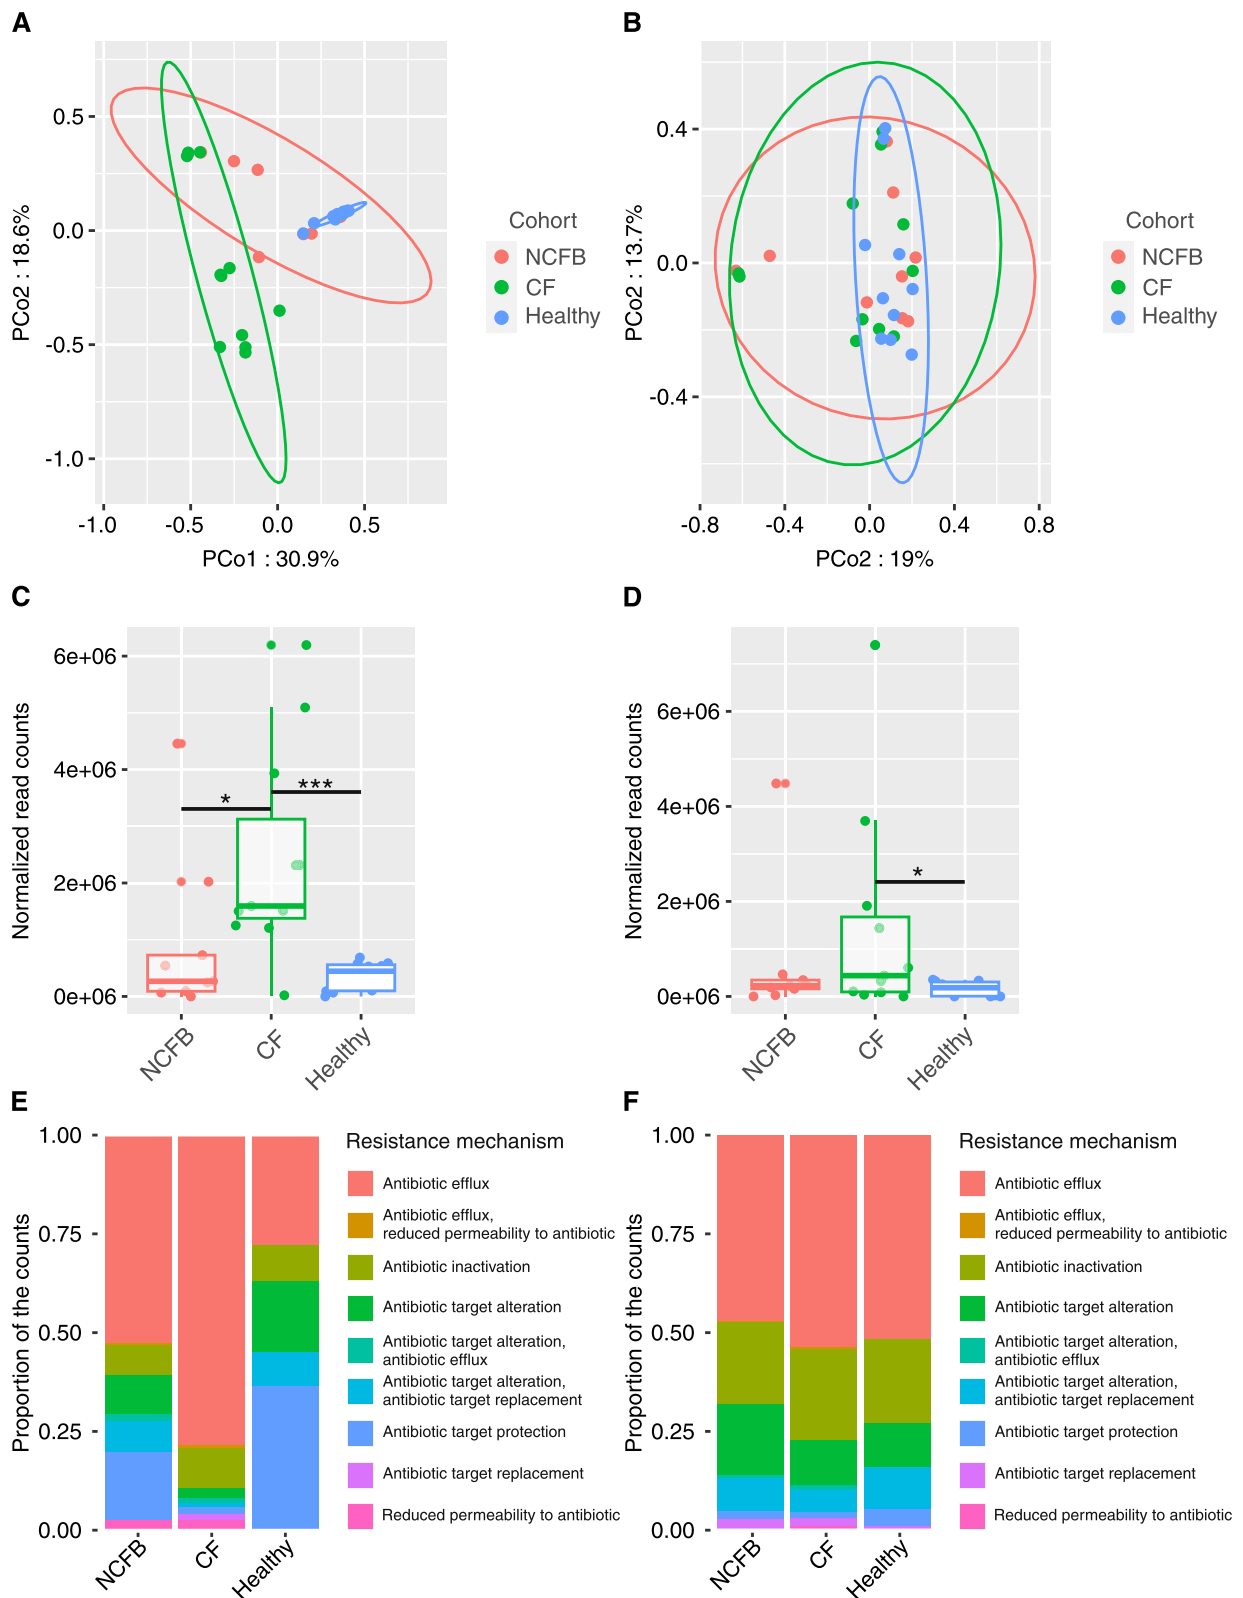 A
0.5
0.0
-0.5
-1.0
-1.0
-0.5
0.0
0.5
PCo2 : 18.6%
PCo1 : 30.9%
Cohort
NCFB
CF
Healthy
B
0.4
0.0
-0.4
-0.8
-0.4
0.0
0.4
0.8
PCo2 : 13.7%
PCo2 : 19%
Cohort
NCFB
CF
Healthy
C
Normalized read counts
6e+06
4e+06
2e+06
0e+06
*
***
NCFB
CF
Healthy
D
Normalized read counts
6e+06
4e+06
2e+06
0e+06
*
NCFB
CF
Healthy
E
Proportion of the counts
1.00
0.75
0.50
0.25
0.00
NCFB
CF
Healthy
Resistance mechanism
Antibiotic efflux
Antibiotic efflux,
reduced permeability to antibiotic
Antibiotic inactivation
Antibiotic target alteration
Antibiotic target alteration,
antibiotic efflux
Antibiotic target alteration,
antibiotic target replacement
Antibiotic target protection
Antibiotic target replacement
Reduced permeability to antibiotic
F
Proportion of the counts
1.00
0.75
0.50
0.25
0.00
NCFB
CF
Healthy
Resistance mechanism
Antibiotic efflux
Antibiotic efflux,
reduced permeability to antibiotic
Antibiotic inactivation
Antibiotic target alteration
Antibiotic target alteration,
antibiotic efflux
Antibiotic target alteration,
antibiotic target replacement
Antibiotic target protection
Antibiotic target replacement
Reduced permeability to antibiotic